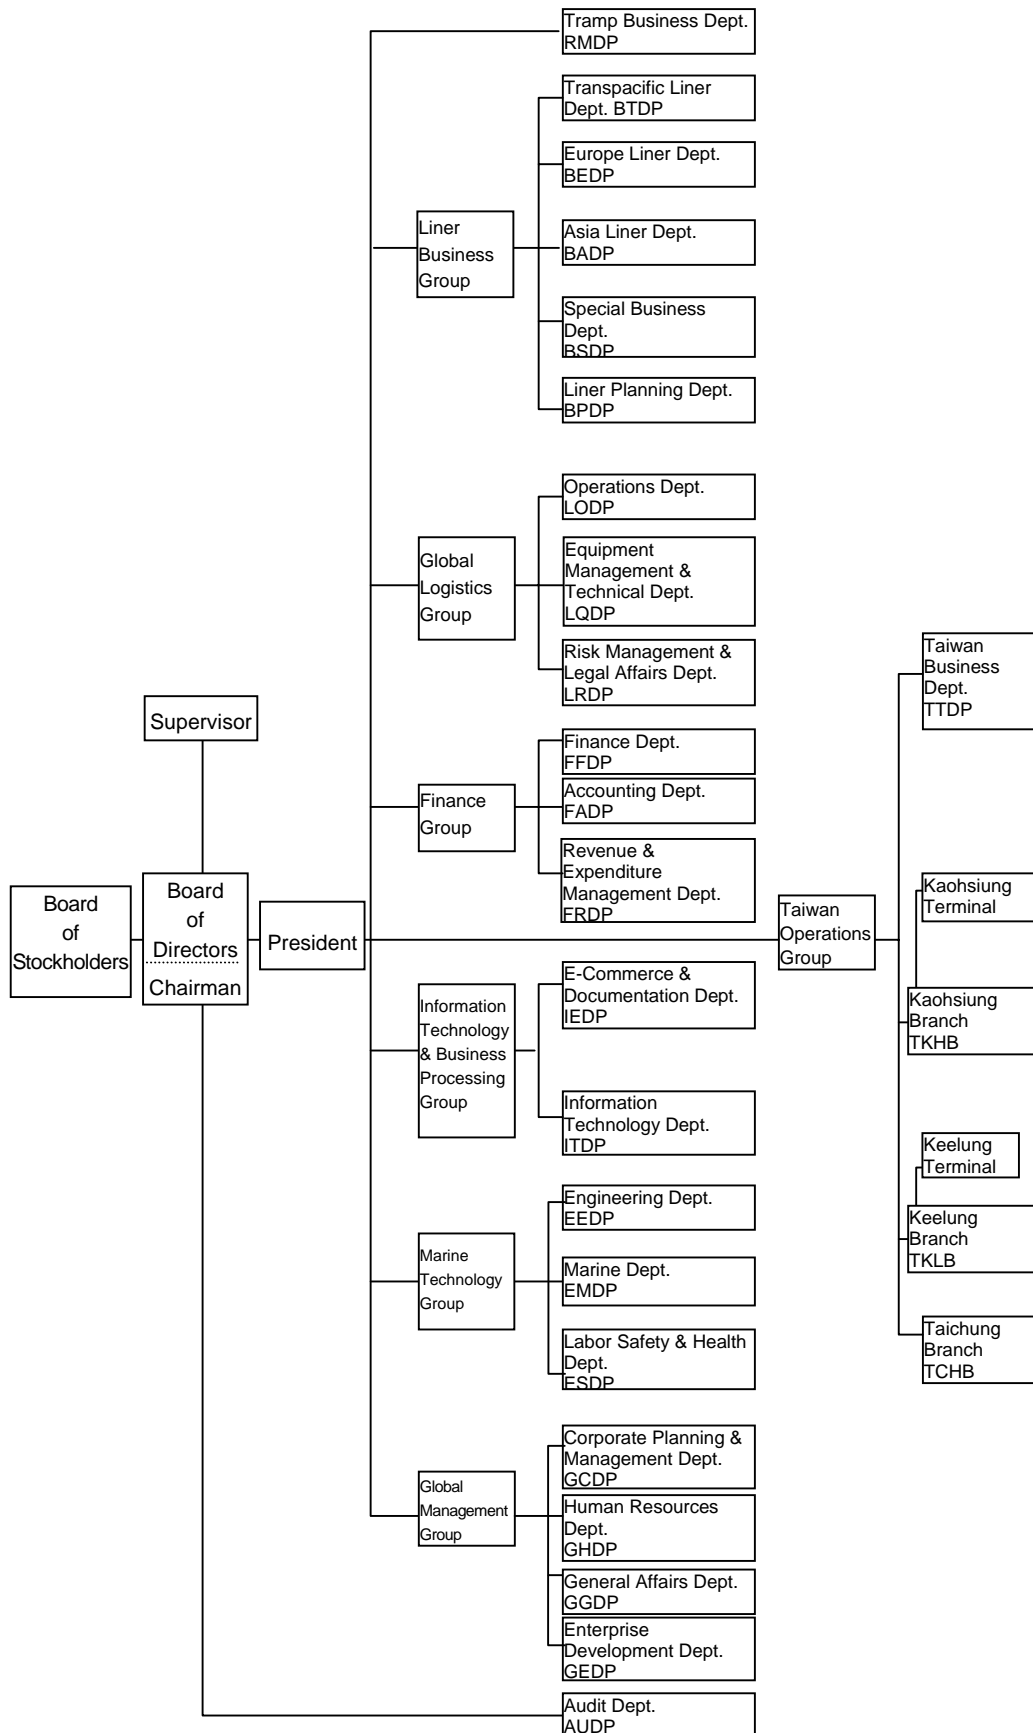 Tramp Business Dept.
RMDP
Transpacific Liner
Dept. BTDP
Europe Liner Dept.
BEDP
Liner
Business
Group
Asia Liner Dept.
BADP
Special Business
Dept.
BSDP
Liner Planning Dept.
BPDP
Operations Dept.
LODP
Global
Logistics
Group
Equipment
Management &
Technical Dept.
LQDP
Risk Management &
Legal Affairs Dept.
LRDP
Taiwan
Business
Dept.
TTDP
Supervisor
Finance Dept.
FFDP
Finance
Group
Accounting Dept.
FADP
Revenue &
Expenditure
Management Dept.
FRDP
Board
of
Stockholders
Board
of
Directors
Chairman
President
Taiwan
Operations
Group
Kaohsiung
Terminal
Kaohsiung
Branch
TKHB
Information
Technology
& Business
Processing
Group
E-Commerce &
Documentation Dept.
IEDP
Information
Technology Dept.
ITDP
Keelung
Terminal
Keelung
Branch
TKLB
Taichung
Branch
TCHB
Marine
Technology
Group
Engineering Dept.
EEDP
Marine Dept.
EMDP
Labor Safety & Health
Dept.
ESDP
Global
Management
Group
Corporate Planning &
Management Dept.
GCDP
Human Resources
Dept.
GHDP
General Affairs Dept.
GGDP
Enterprise
Development Dept.
GEDP
Audit Dept.
AUDP